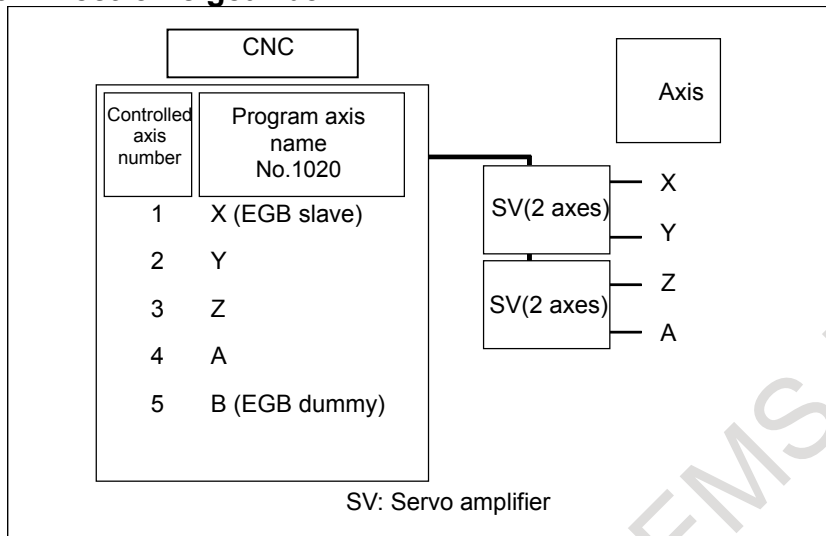 CNC
Axis
Controlled
axis
number
Program axis
name
No.1020
1 X (EGB slave)
2 Y
3 Z
4 A
5 B (EGB dummy)
SV(2 axes)
SV(2 axes)
X
Y
Z
A
SV: Servo amplifier